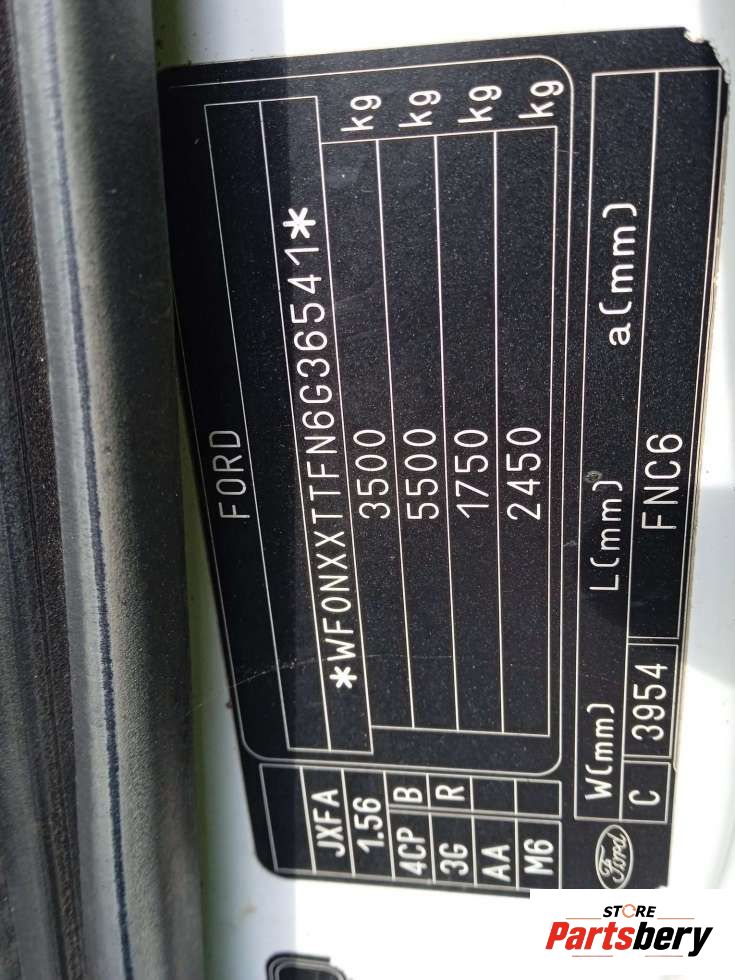 FORD
*WF0NXXTTFN6G36541*
3500 kg
5500 kg
1750 kg
2450 kg
JXFA
1.56
4CP B
3G R
AA
M6
W(mm) L(mm) a(mm)
C 3954 FNC6
Ford
STORE
Partsbery